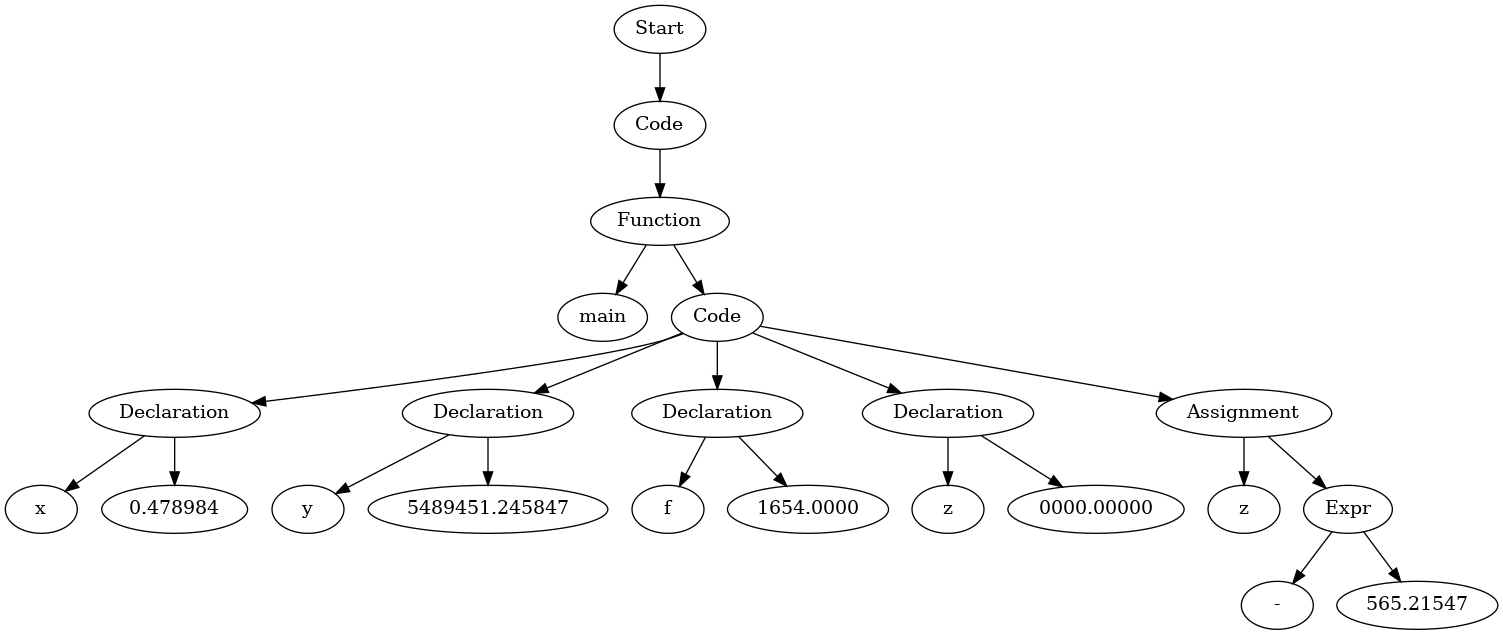 Start
Code
Function
main
Code
Declaration
Declaration
Declaration
Declaration
Assignment
x
0.478984
y
5489451.245847
f
1654.0000
z
0000.00000
z
Expr
-
565.21547